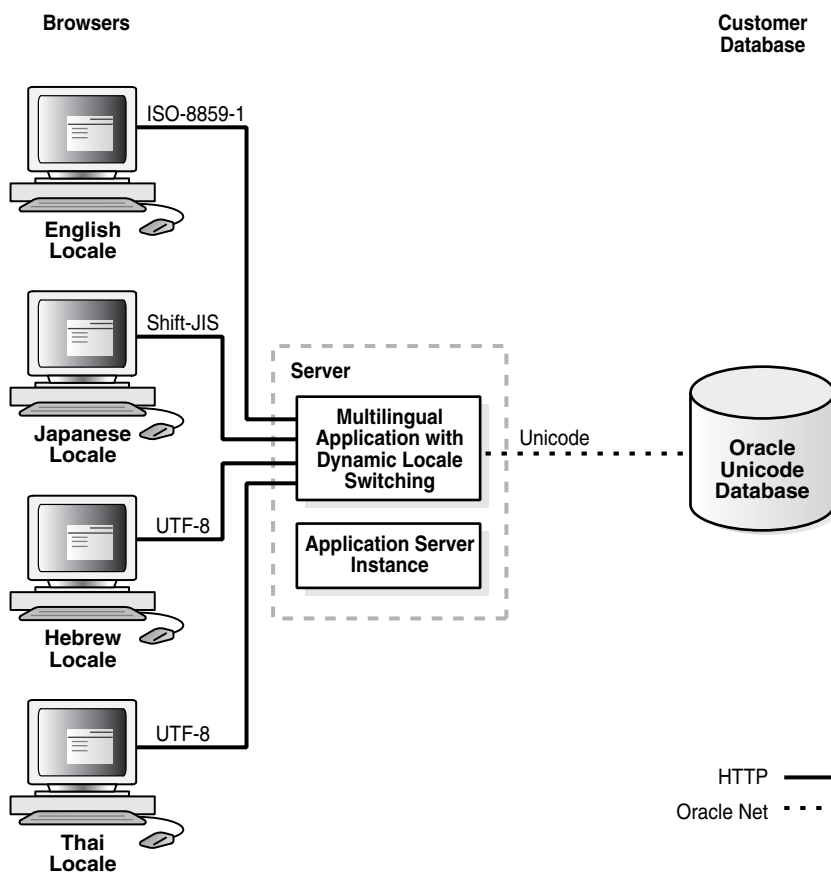 Browsers
Customer
Database
ISO-8859-1
English
Locale
Shift-JIS
Japanese
Locale
UTF-8
Hebrew
Locale
UTF-8
Thai
Locale
Server
Multilingual
Application with
Dynamic Locale
Switching
Application Server
Instance
Unicode
Oracle
Unicode
Database
HTTP
Oracle Net